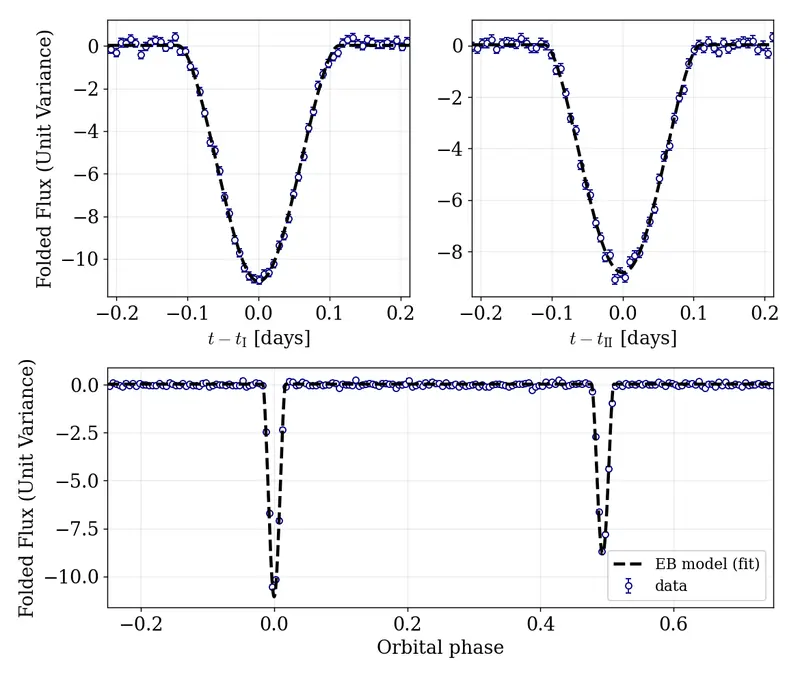 Folded Flux (Unit Variance)
0
−2
−4
−6
−8
−10
−0.2 −0.1 0.0 0.1 0.2
t − tI [days]
0
−2
−4
−6
−8
−0.2 −0.1 0.0 0.1 0.2
t − tII [days]
Folded Flux (Unit Variance)
0.0
−2.5
−5.0
−7.5
−10.0
EB model (fit)
data
−0.2 0.0 0.2 0.4 0.6
Orbital phase